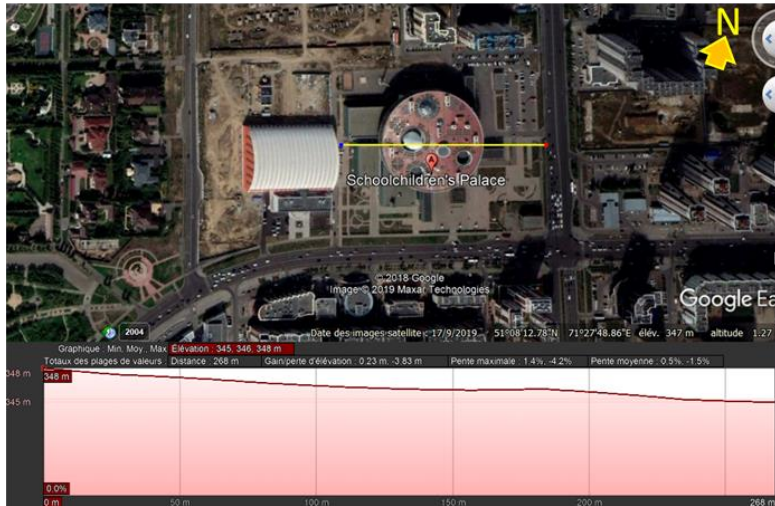 N
A
Schoolchildren's Palace
© 2018 Google
Image © 2019 Maxar Technologies
Google Ea
2004
Date des images satellite : 17/9/2019 51°08'12.78"N 71°27'48.86"E élév. 347 m altitude 1.27
Graphique : Min, Moy., Max Élévation : 345, 346, 348 m
Totaux des plages de valeurs : Distance : 268 m Gain/perte d'élévation : 0.23 m, -3.83 m Pente maximale : 1.4%, -4.2% Pente moyenne : 0.5%, -1.5%
348 m
348 m
345 m
0.0%
0 m 50 m 100 m 150 m 200 m 268 m